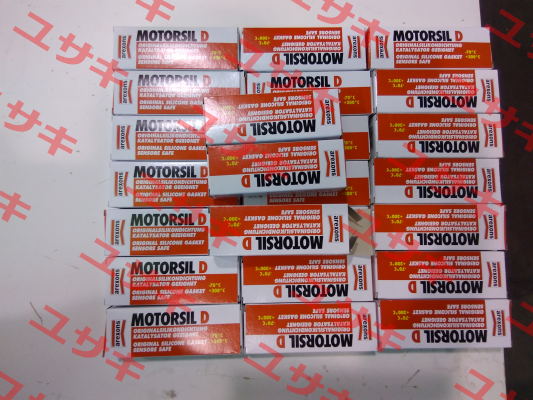 arexons
MOTORSIL D
ORIGINALSILIKONDICHTUNG
KATALYSATOR GEEIGNET
ORIGINAL SILICONE GASKET
SENSORS SAFE
-70°C
+300°C
ユサキ